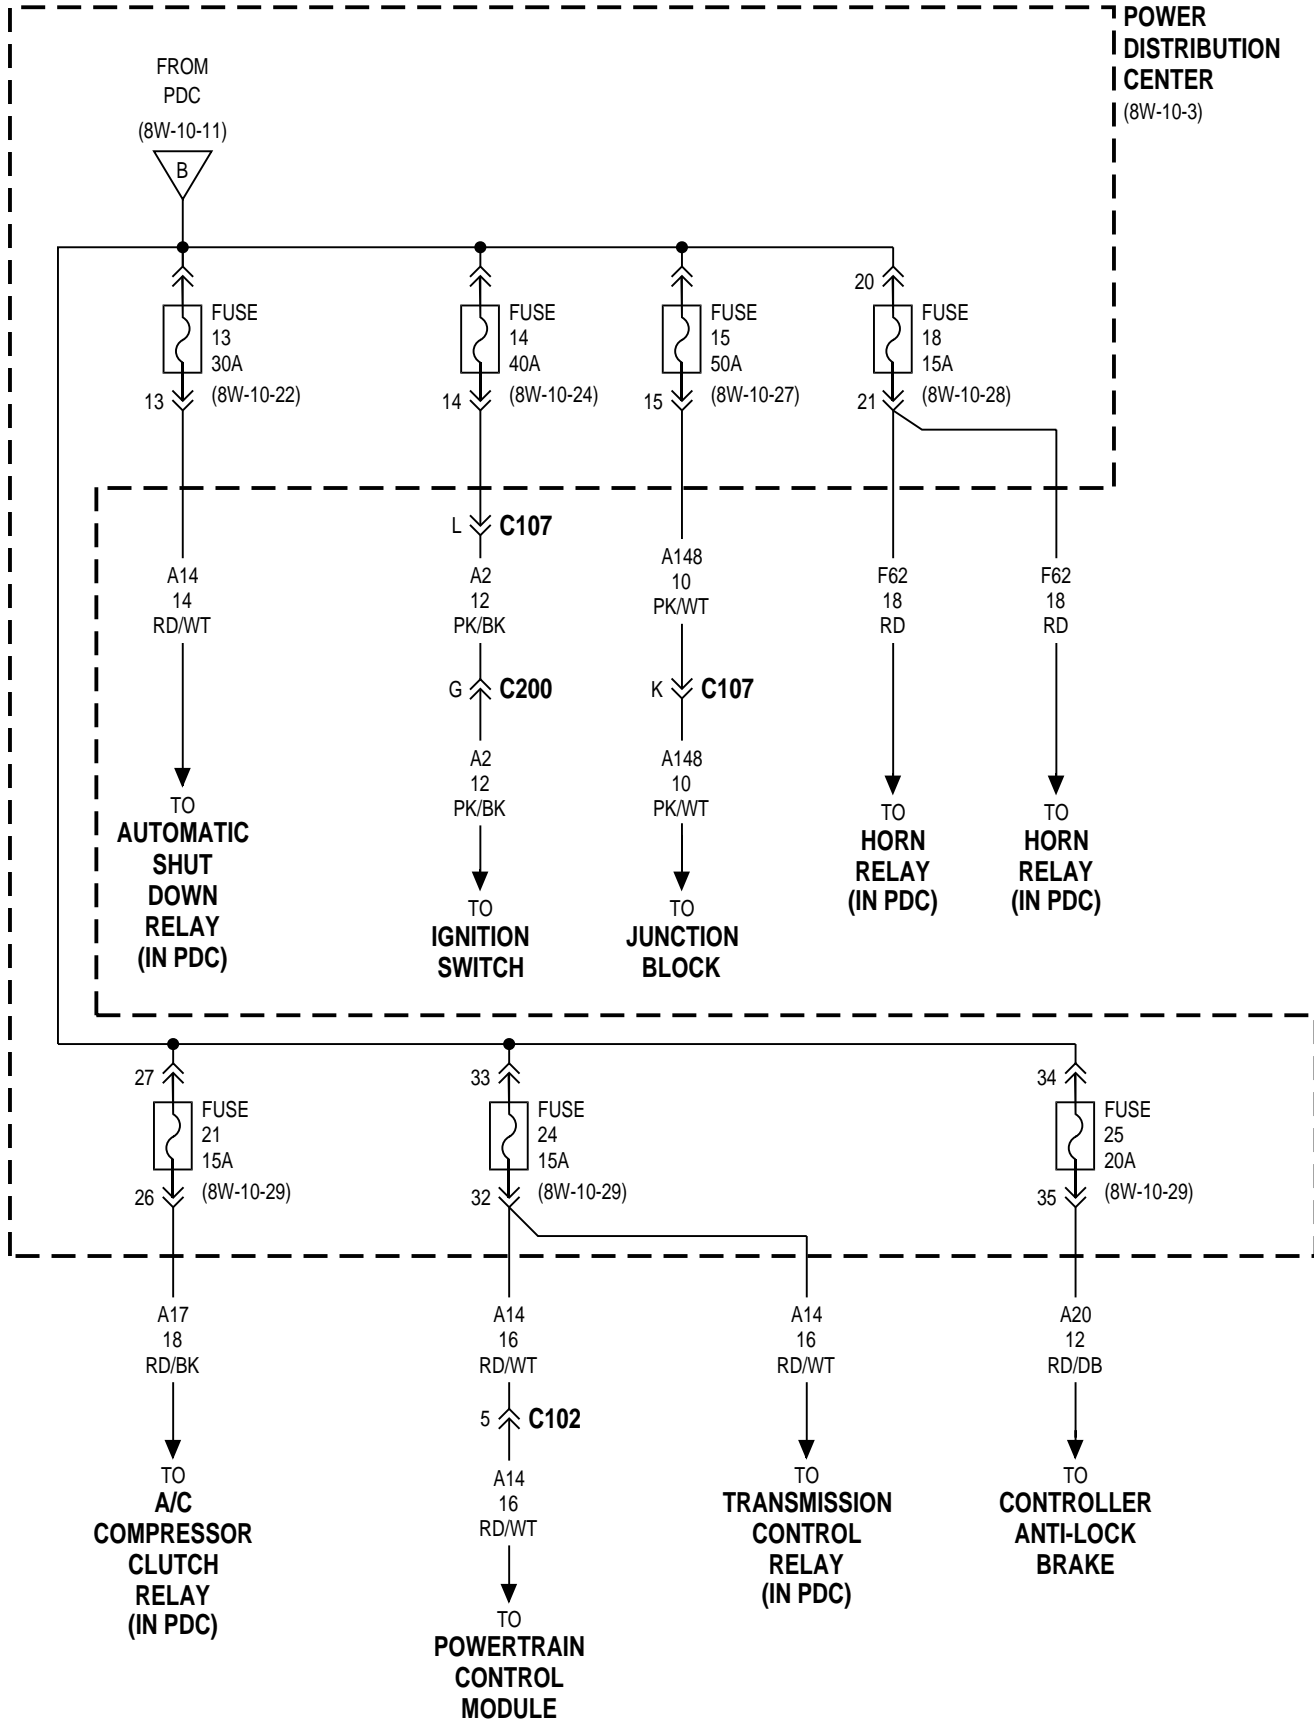 POWER
DISTRIBUTION
CENTER
(8W-10-3)
FROM
PDC
(8W-10-11)
B
20
FUSE
13
30A
(8W-10-22)
13
FUSE
14
40A
(8W-10-24)
14
FUSE
15
50A
(8W-10-27)
15
FUSE
18
15A
(8W-10-28)
21
L C107
A14
14
RD/WT
A2
12
PK/BK
A148
10
PK/WT
F62
18
RD
F62
18
RD
G C200
K C107
A2
12
PK/BK
A148
10
PK/WT
TO
AUTOMATIC
SHUT
DOWN
RELAY
(IN PDC)
TO
IGNITION
SWITCH
TO
JUNCTION
BLOCK
TO
HORN
RELAY
(IN PDC)
TO
HORN
RELAY
(IN PDC)
27
33
34
FUSE
21
15A
(8W-10-29)
26
FUSE
24
15A
(8W-10-29)
32
FUSE
25
20A
(8W-10-29)
35
A17
18
RD/BK
A14
16
RD/WT
A14
16
RD/WT
A20
12
RD/DB
5 C102
A14
16
RD/WT
TO
A/C
COMPRESSOR
CLUTCH
RELAY
(IN PDC)
TO
POWERTRAIN
CONTROL
MODULE
TO
TRANSMISSION
CONTROL
RELAY
(IN PDC)
TO
CONTROLLER
ANTI-LOCK
BRAKE